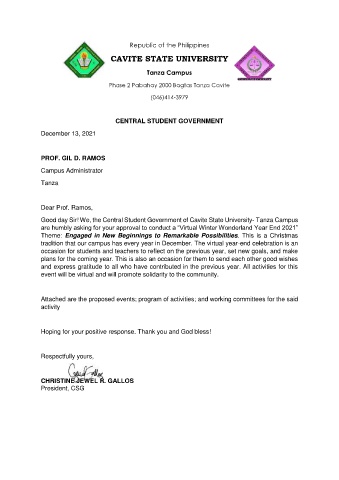 Republic of the Philippines
CAVITE STATE UNIVERSITY
Tanza Campus
Phase 2 Pabahay 2000 Bagtas Tanza Cavite
(046)414-3979
CENTRAL STUDENT GOVERNMENT
December 13, 2021
PROF. GIL D. RAMOS
Campus Administrator
Tanza
Dear Prof. Ramos,
Good day Sir! We, the Central Student Government of Cavite State University- Tanza Campus
are humbly asking for your approval to conduct a “Virtual Winter Wonderland Year End 2021”
Theme: Engaged in New Beginnings to Remarkable Possibilities. This is a Christmas
tradition that our campus has every year in December. The virtual year-end celebration is an
occasion for students and teachers to reflect on the previous year, set new goals, and make
plans for the coming year. This is also an occasion for them to send each other good wishes
and express gratitude to all who have contributed in the previous year. All activities for this
event will be virtual and will promote solidarity to the community.
Attached are the proposed events; program of activities; and working committees for the said
activity
Hoping for your positive response. Thank you and God bless!
Respectfully yours,
CHRISTINE JEWEL R. GALLOS
President, CSG